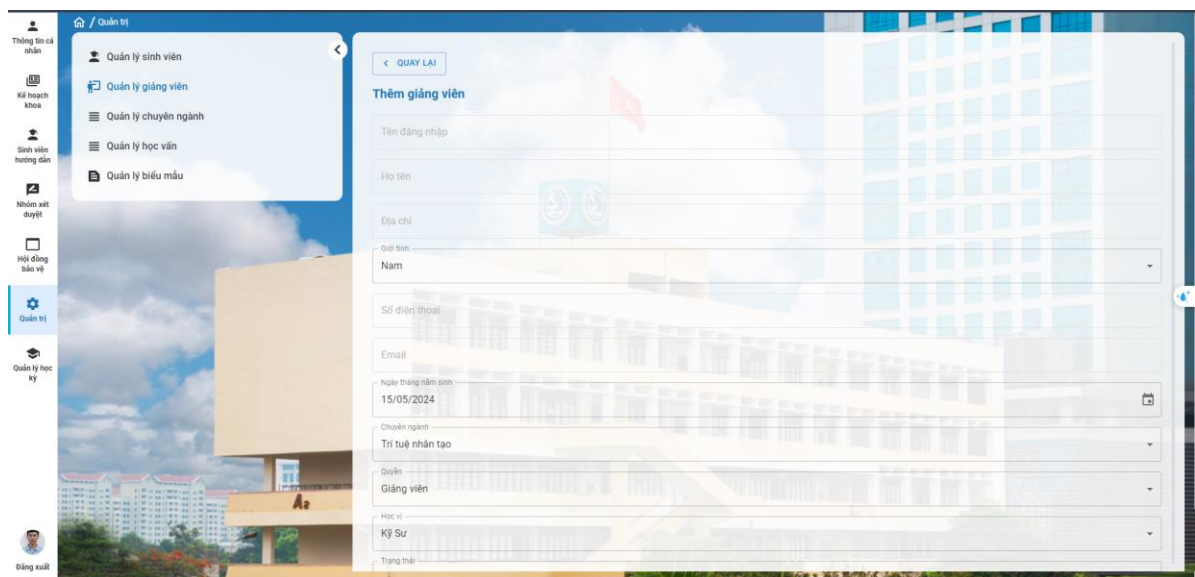 / Quản trị
Thông tin cá
nhân
Kế hoạch
khoa
Sinh viên
hướng dẫn
Nhóm xét
duyệt
Hội đồng
bảo vệ
Quản trị
Quản lý học
kỳ
Đăng xuất
Quản lý sinh viên
Quản lý giảng viên
Quản lý chuyên ngành
Quản lý học vấn
Quản lý biểu mẫu
QUAY LẠI
Thêm giảng viên
Tên đăng nhập
Họ tên
Địa chỉ
Giới tính
Nam
Số điện thoại
Email
Ngày tháng năm sinh
15/05/2024
Chuyên ngành
Trí tuệ nhân tạo
Quyền
Giảng viên
Học vị
Kỹ Sư
Trạng thái
A2